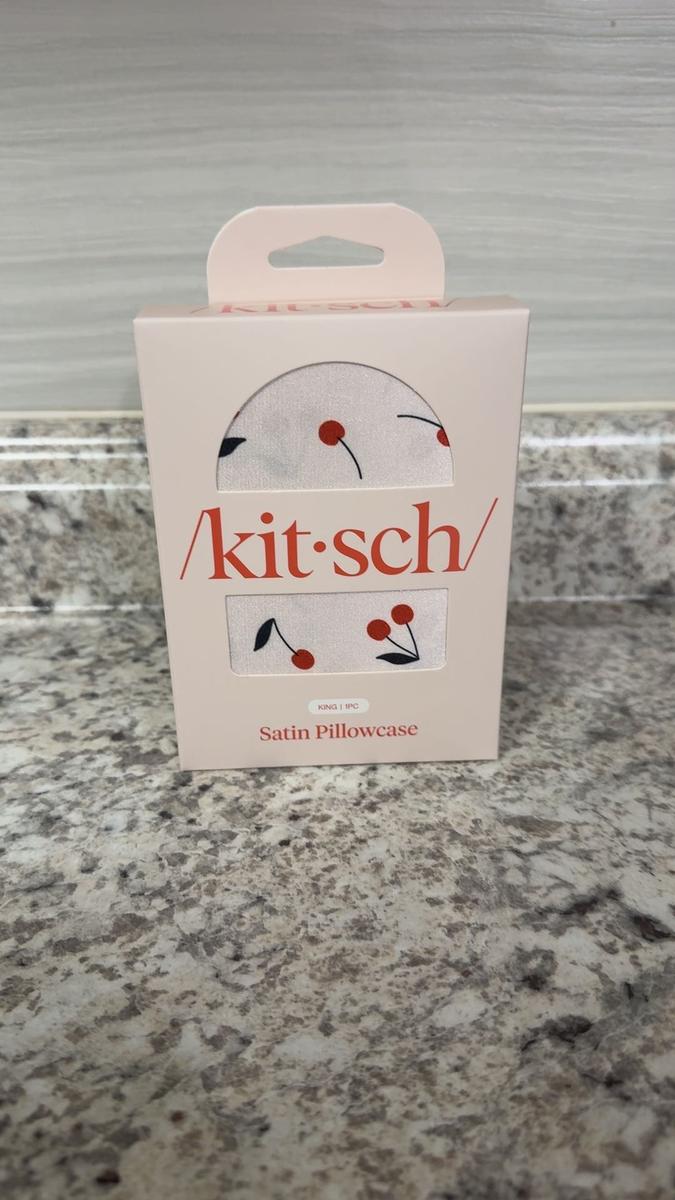 /kit·sch/
/kit·sch/
KING | 1PC
Satin Pillowcase